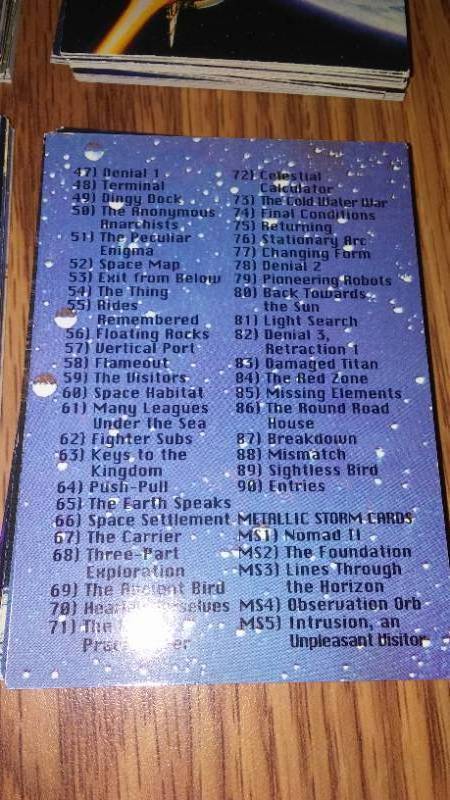 47) Denial 1
48) Terminal
49) Dingy Dock
50) The Anonymous
Anarchists
51) The Peculiar
Enigma
52) Space Map
53) Exit from Below
54) The Thing
55) Rides
Remembered
56) Floating Rocks
57) Vertical Port
58) Flameout
59) The Visitors
60) Space Habitat
61) Many Leagues
Under the Sea
62) Fighter Subs
63) Keys to the
Kingdom
64) Push-Pull
65) The Earth Speaks
66) Space Settlement
67) The Carrier
68) Three-Part
Exploration
69) The Ancient Bird
70)
71) The
72) Celestial
Calculator
73) The Cold Water War
74) Final Conditions
75) Returning
76) Stationary Arc
77) Changing Form
78) Denial 2
79) Pioneering Robots
80) Back Towards
the Sun
81) Light Search
82) Denial 3,
Retraction 1
83) Damaged Titan
84) The Red Zone
85) Missing Elements
86) The Round Road
House
87) Breakdown
88) Mismatch
89) Sightless Bird
90) Entries
METALLIC STORM CARDS
MS1) Nomad II
MS2) The Foundation
MS3) Lines Through
the Horizon
MS4) Observation Orb
MS5) Intrusion, an
Unpleasant Visitor